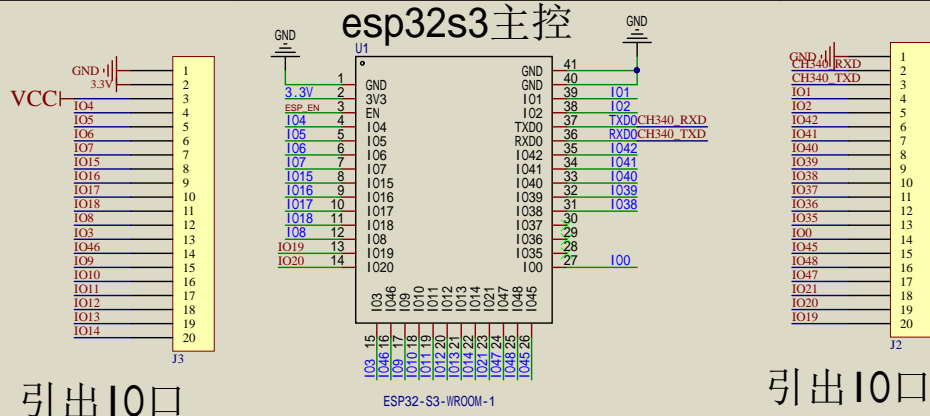 esp32s3主控
GND
GND
U1
1 GND
3.3V 2 3V3
ESP_EN 3 EN
IO4 4 IO4
IO5 5 IO5
IO6 6 IO6
IO7 7 IO7
IO15 8 IO15
IO16 9 IO16
IO17 10 IO17
IO18 11 IO18
IO8 12 IO8
IO19 13 IO19
IO20 14 IO20
GND 41
GND 40
IO1 39 IO1
IO2 38 IO2
TXD0 37 TXD0 CH340_RXD
RXD0 36 RXD0 CH340_TXD
IO42 35 IO42
IO41 34 IO41
IO40 33 IO40
IO39 32 IO39
IO38 31 IO38
IO37 30
IO36 29
IO35 28
IO0 27 IO0
IO3 IO46 IO9 IO10 IO11 IO12 IO13 IO14 IO21 IO47 IO48 IO45
15 16 17 18 19 20 21 22 23 24 25 26
IO3 IO46 IO9 IO10 IO11 IO12 IO13 IO14 IO21 IO47 IO48 IO45
ESP32-S3-WROOM-1
GND 1
3.3V 2
VCC 3
IO4 4
IO5 5
IO6 6
IO7 7
IO15 8
IO16 9
IO17 10
IO18 11
IO8 12
IO3 13
IO46 14
IO9 15
IO10 16
IO11 17
IO12 18
IO13 19
IO14 20
J3
引出IO口
GND 1
CH340_RXD 2
CH340_TXD 3
IO1 4
IO2 5
IO42 6
IO41 7
IO40 8
IO39 9
IO38 10
IO37 11
IO36 12
IO35 13
IO0 14
IO45 15
IO48 16
IO47 17
IO21 18
IO20 19
IO19 20
J2
引出IO口